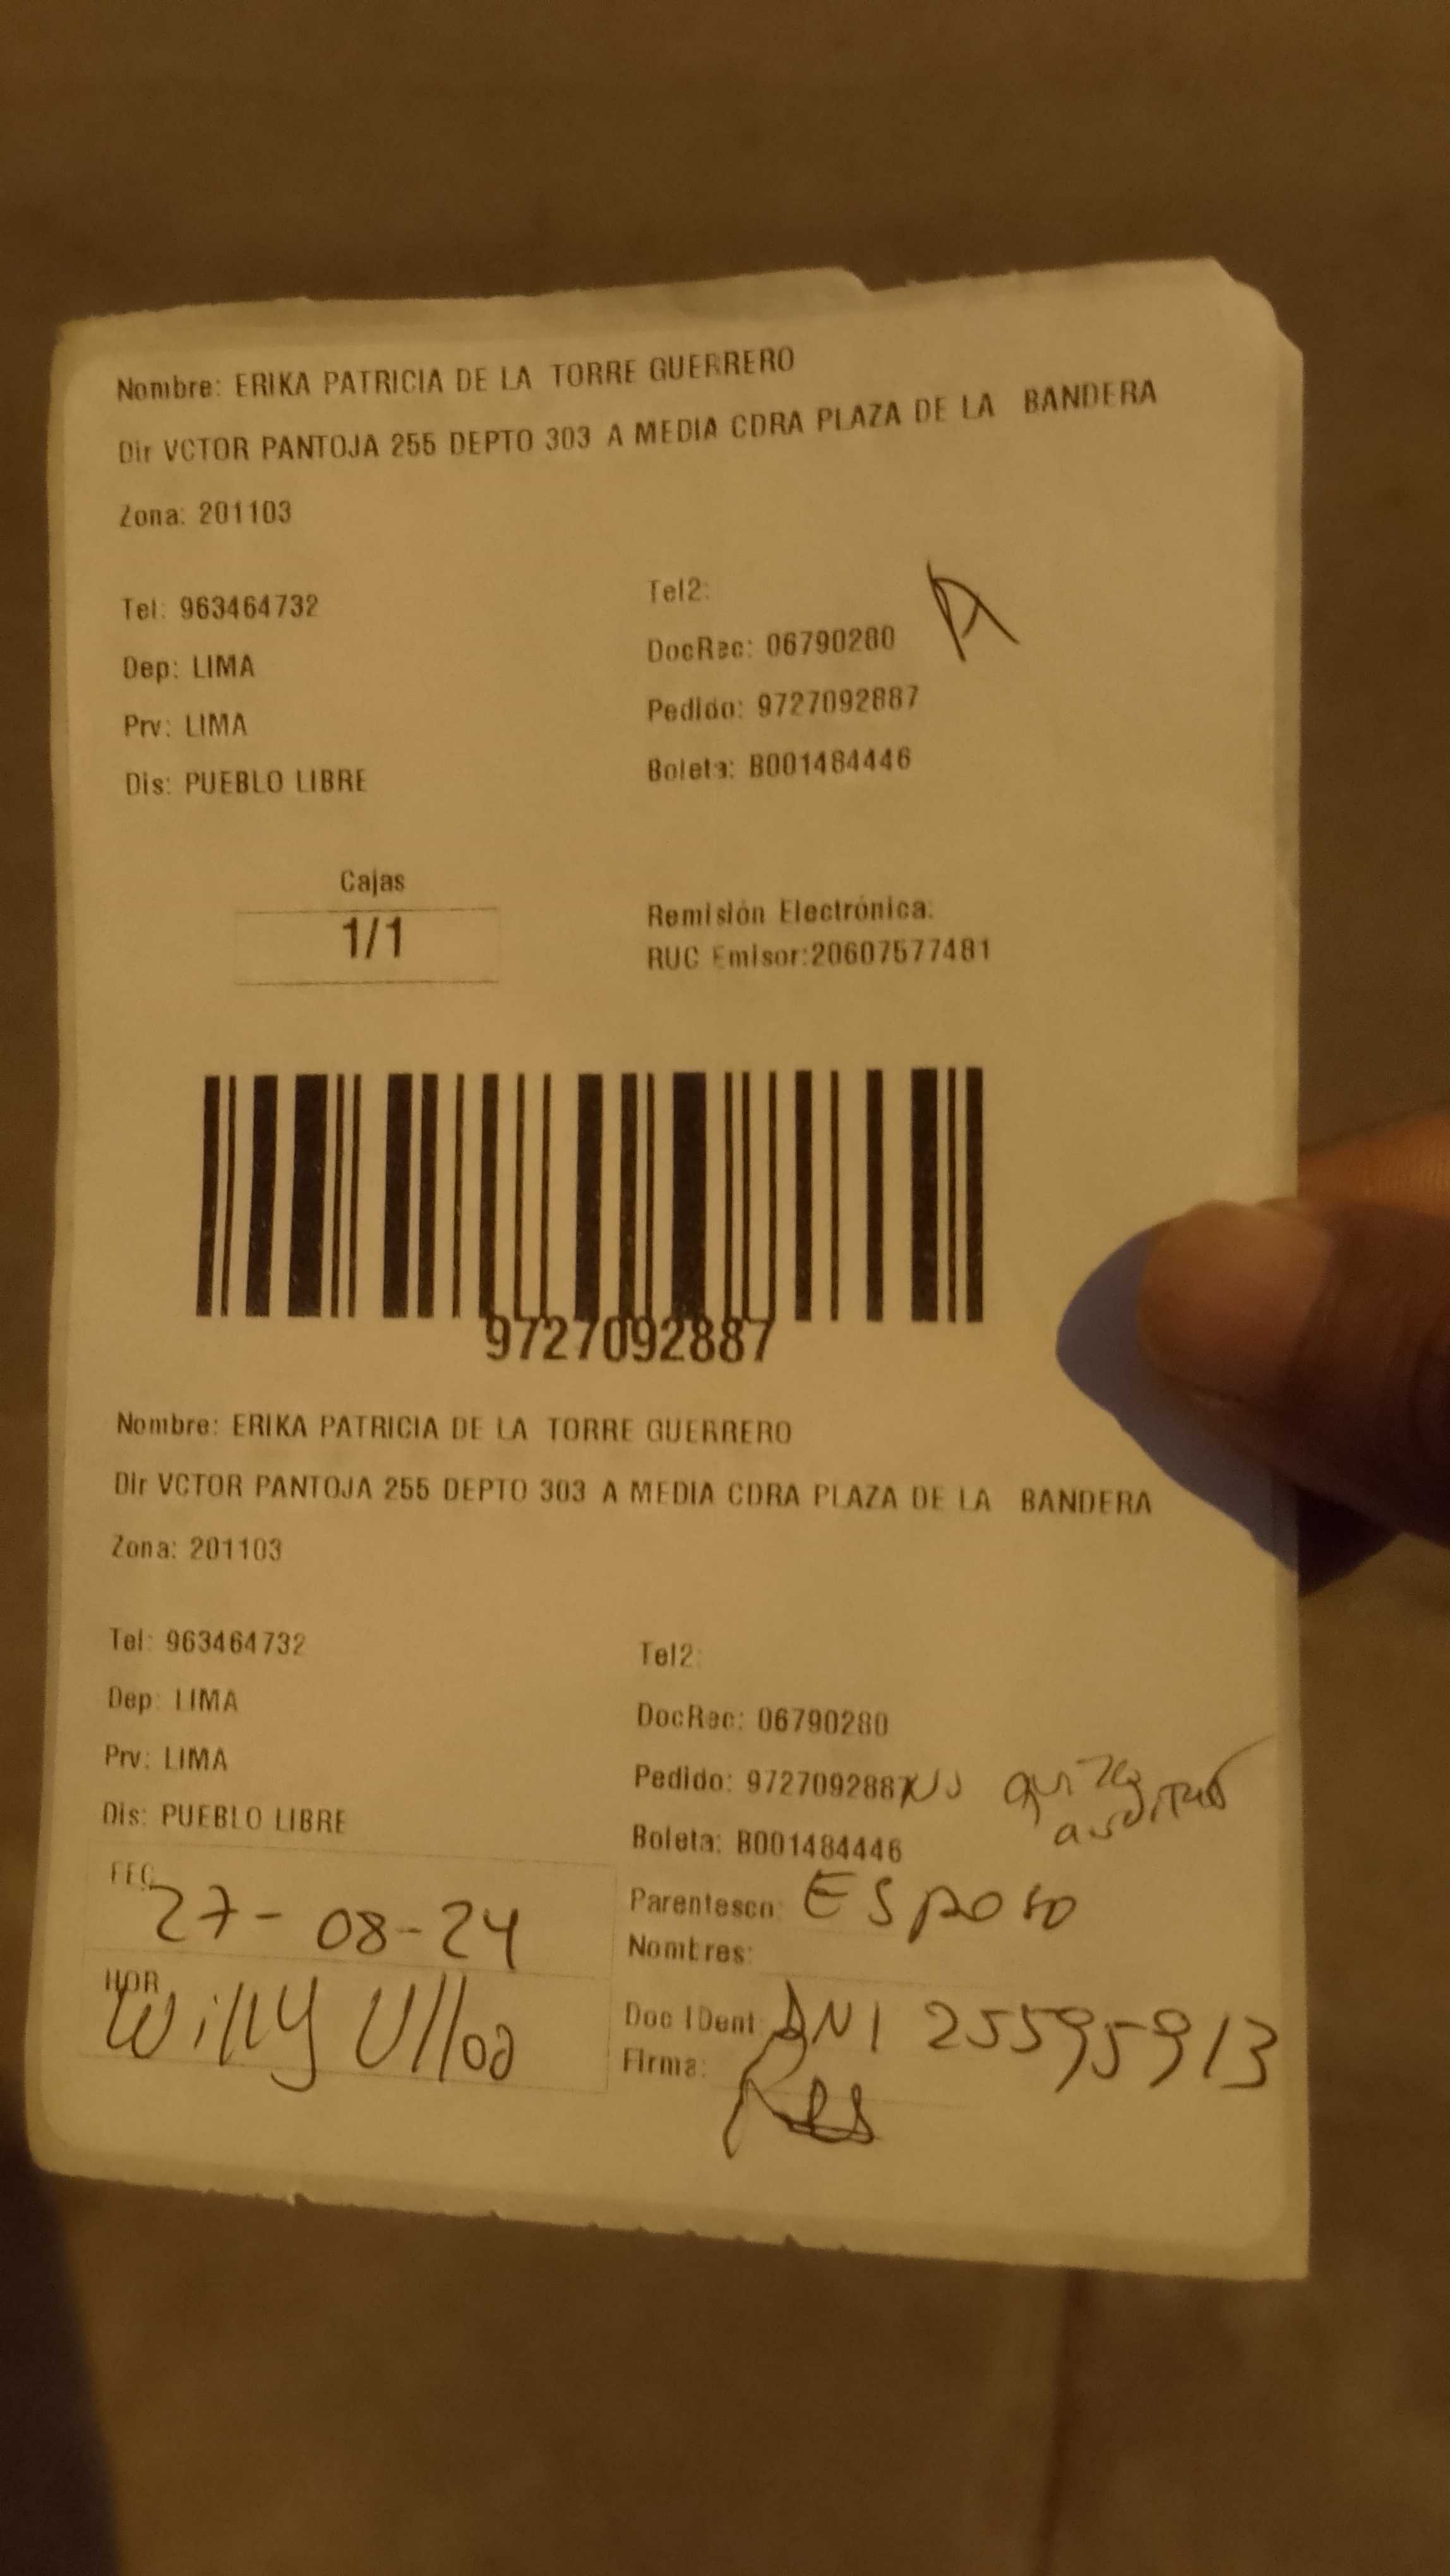 Nombre: ERIKA PATRICIA DE LA TORRE GUERRERO
Dir VCTOR PANTOJA 255 DEPTO 303 A MEDIA CDRA PLAZA DE LA BANDERA
Zona: 201103
Tel: 963464732
Tel2:
Dep: LIMA
DocRec: 06790280
Prv: LIMA
Pedido: 9727092887
Dis: PUEBLO LIBRE
Boleta: B001484446
Cajas
1/1
Remisión Electrónica:
RUC Emisor:20607577481
9727092887
Nombre: ERIKA PATRICIA DE LA TORRE GUERRERO
Dir VCTOR PANTOJA 255 DEPTO 303 A MEDIA CDRA PLAZA DE LA BANDERA
Zona: 201103
Tel: 963464732
Tel2:
Dep: LIMA
DocRec: 06790280
Prv: LIMA
Pedido: 9727092887
Dis: PUEBLO LIBRE
Boleta: B001484446
FEC
27-08-24
Parentesco: Esposo
Nombres:
HOR
Willy Ulloa
Doc IDent: DNI 25595913
Firma: